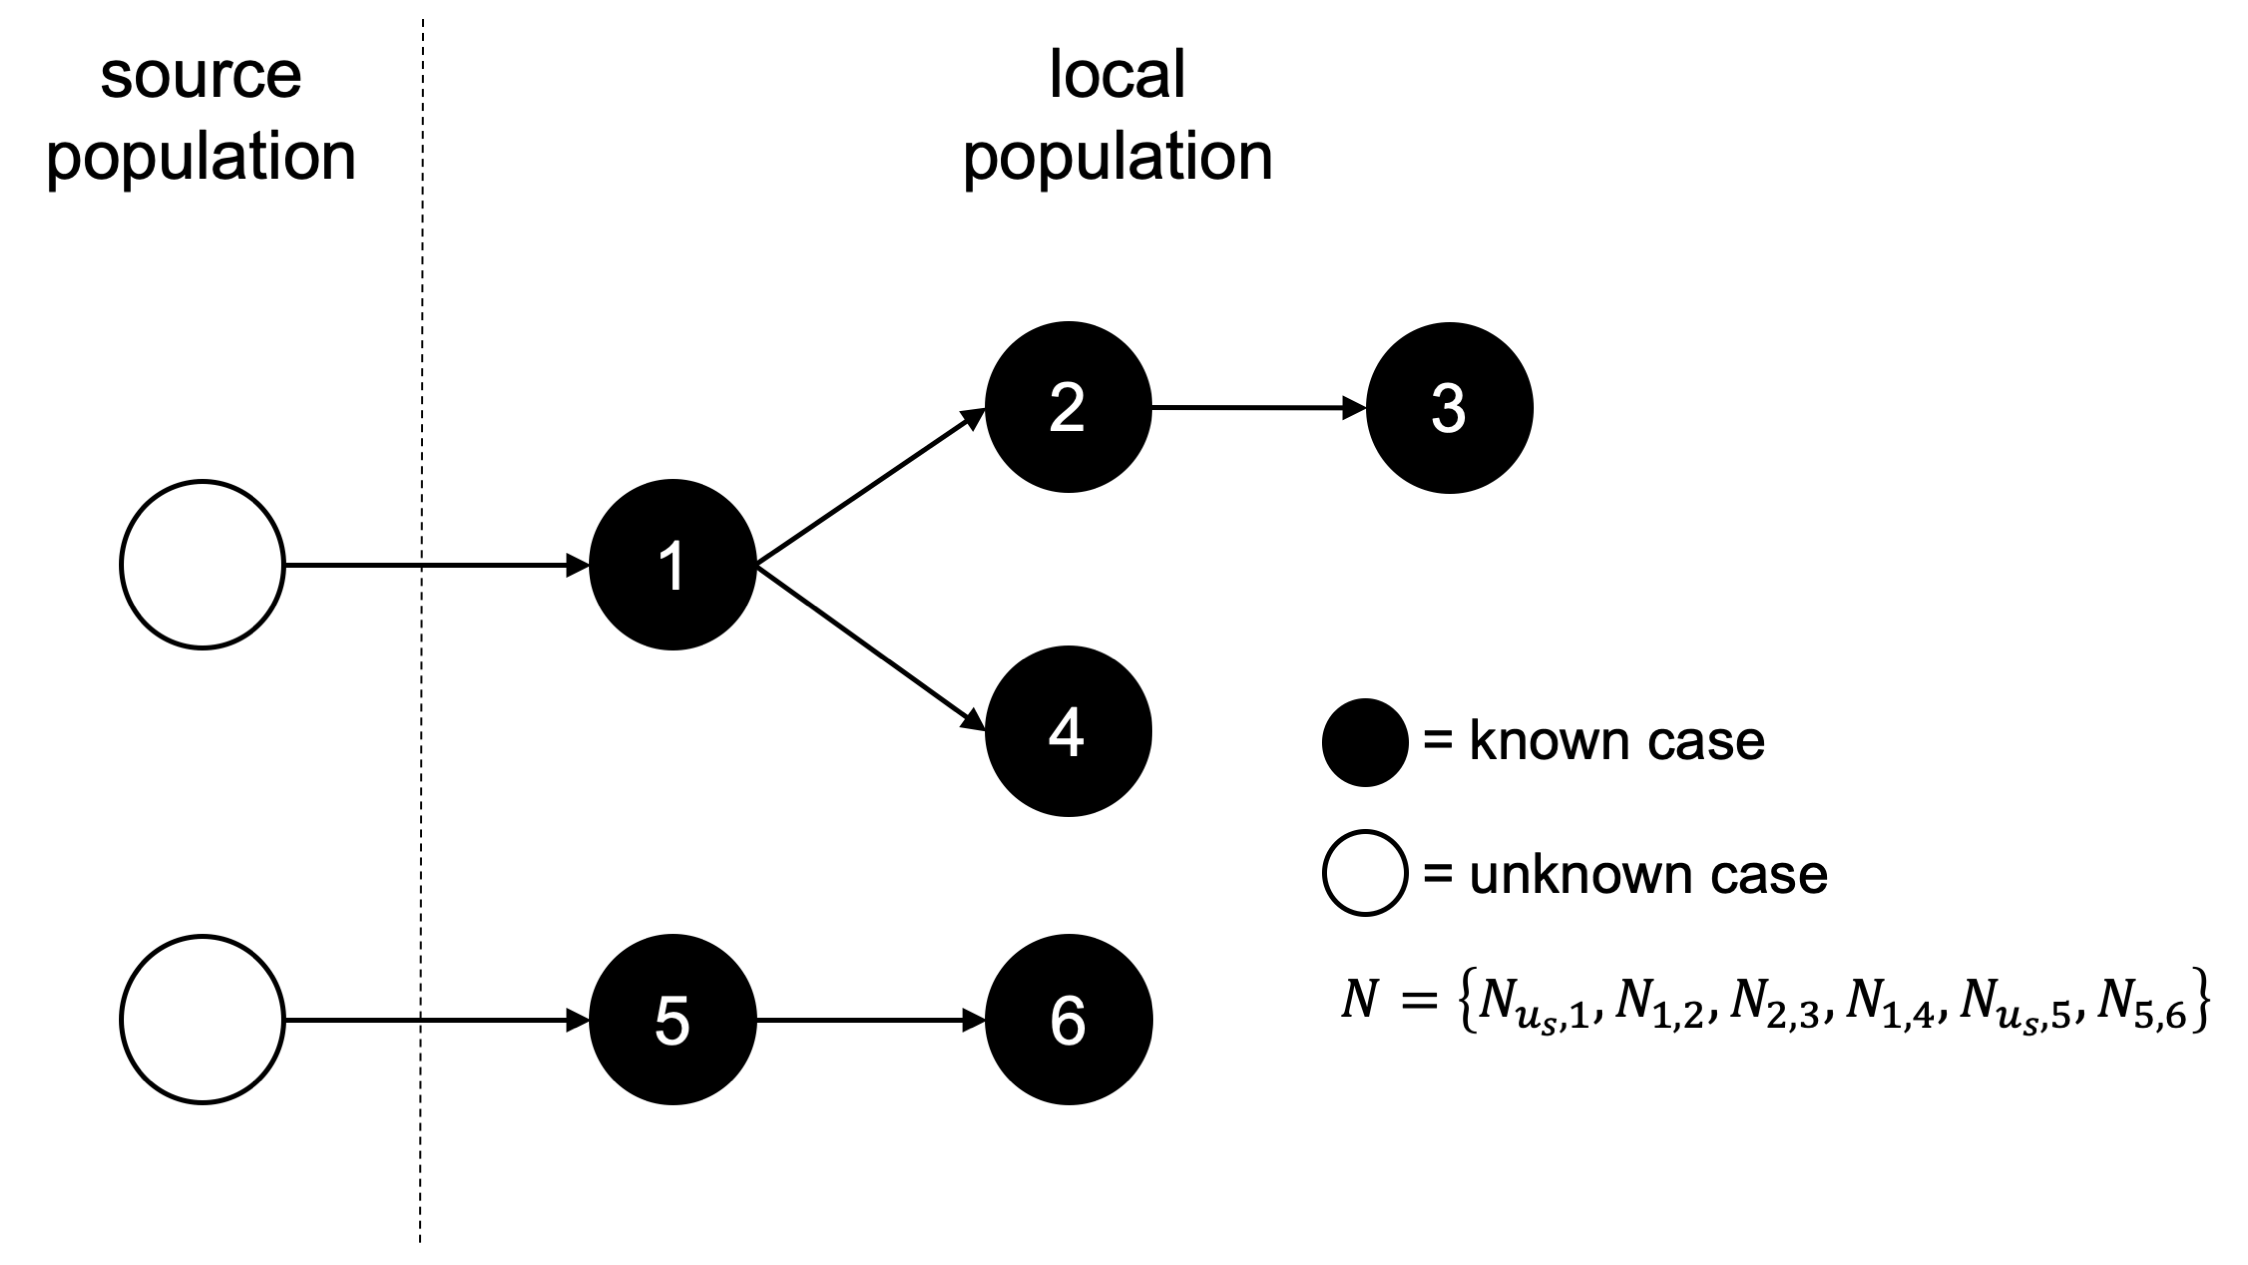 source
population
local
population
2
3
1
4
= known case
= unknown case
5
6
N = {N_{u_s,1}, N_{1,2}, N_{2,3}, N_{1,4}, N_{u_s,5}, N_{5,6}}